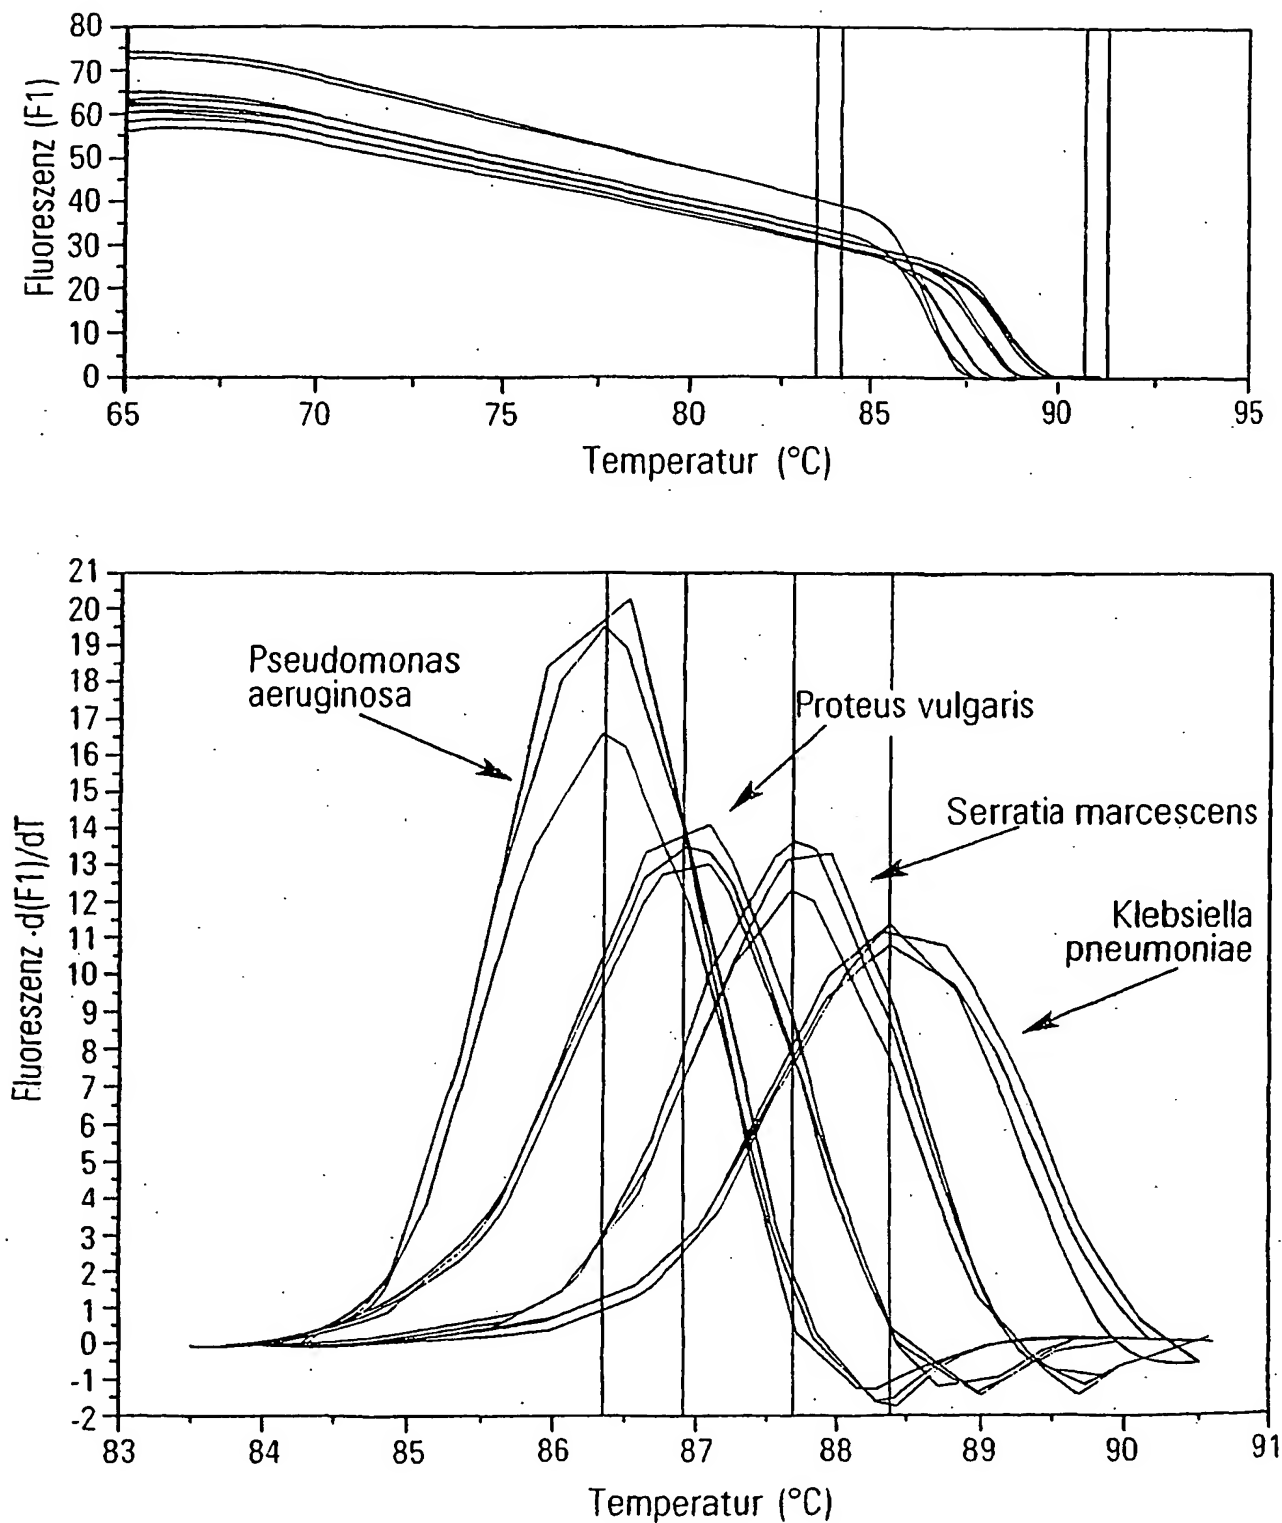 80
70
60
50
40
30
20
10
0
Fluoreszenz (F1)
65 70 75 80 85 90 95
Temperatur (°C)
21
20
19
18
17
16
15
14
13
12
11
10
9
8
7
6
5
4
3
2
1
0
-1
-2
Fluoreszenz ·d(F1)/dT
Pseudomonas
aeruginosa
Proteus vulgaris
Serratia marcescens
Klebsiella
pneumoniae
83 84 85 86 87 88 89 90 91
Temperatur (°C)